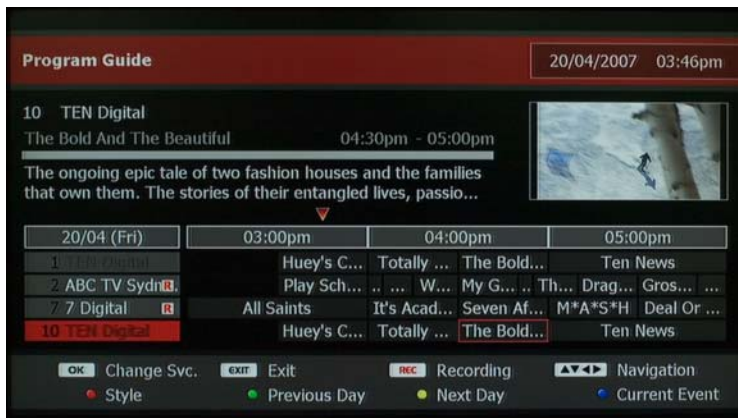 Program Guide 20/04/2007 03:46pm
10 TEN Digital
The Bold And The Beautiful 04:30pm - 05:00pm
The ongoing epic tale of two fashion houses and the families
that own them. The stories of their entangled lives, passio...
20/04 (Fri) 03:00pm 04:00pm 05:00pm
1 TEN Digital Huey's C... Totally ... The Bold... Ten News
2 ABC TV Sydn... R Play Sch... .. ... W... My G... .. Th... Drag... Gros... ...
7 7 Digital R All Saints It's Acad... Seven Af... M*A*S*H Deal Or ...
10 TEN Digital Huey's C... Totally ... The Bold... Ten News
OK Change Svc. EXIT Exit REC Recording ▲▼◄► Navigation
Style Previous Day Next Day Current Event